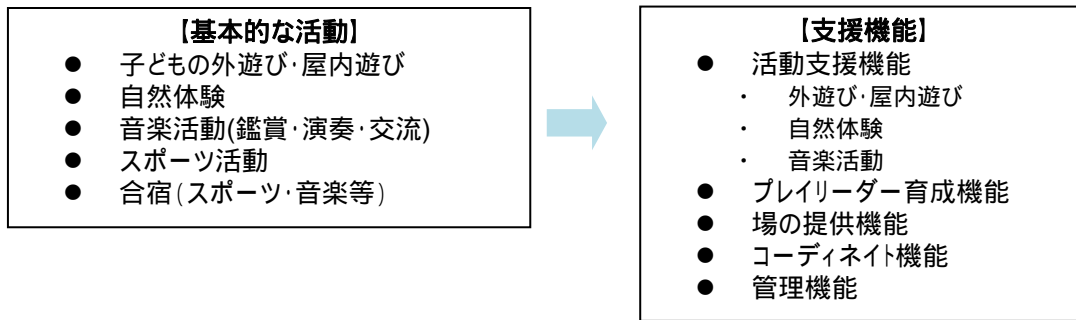 【基本的な活動】
● 子どもの外遊び･屋内遊び
● 自然体験
● 音楽活動(鑑賞･演奏･交流)
● スポーツ活動
● 合宿(スポーツ･音楽等)
【支援機能】
● 活動支援機能
・ 外遊び･屋内遊び
・ 自然体験
・ 音楽活動
● プレイリーダー育成機能
● 場の提供機能
● コーディネイト機能
● 管理機能